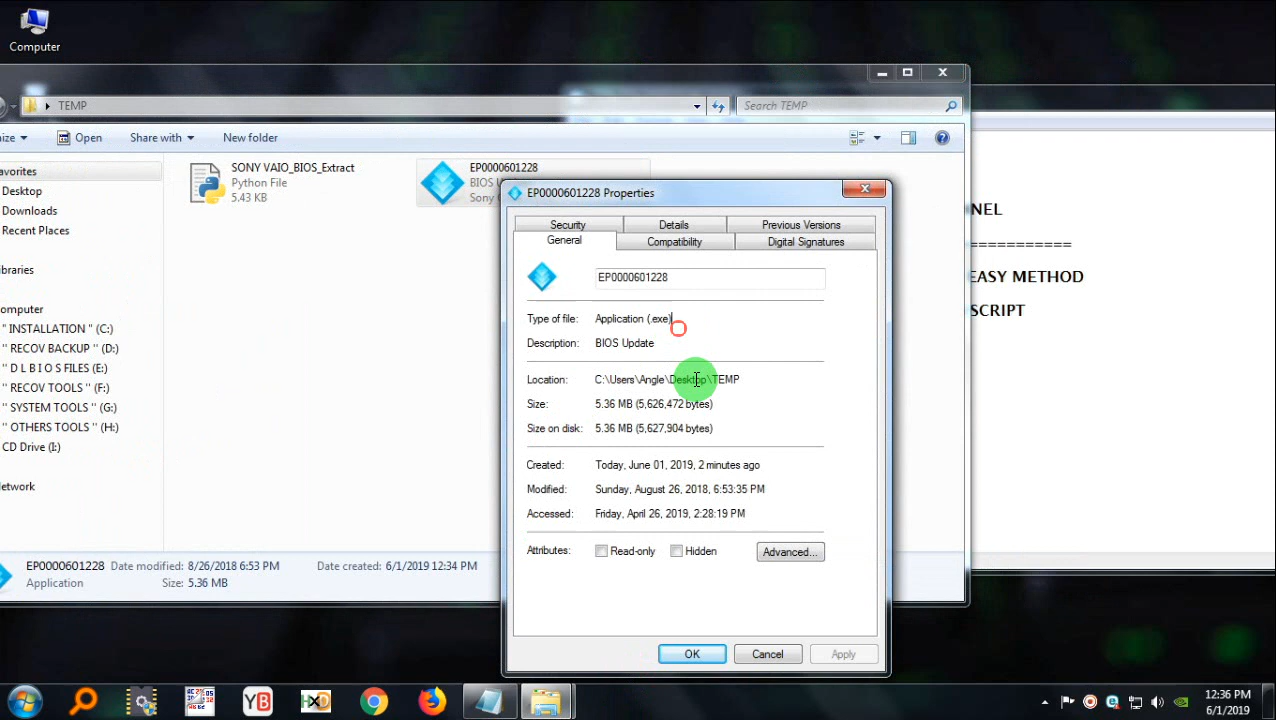 Computer
TEMP
Search TEMP
nize
Open
Share with
New folder
avorites
Desktop
Downloads
Recent Places
ibraries
omputer
" INSTALLATION " (C:)
" RECOV BACKUP " (D:)
" D L B I O S FILES (E:)
" RECOV TOOLS " (F:)
" SYSTEM TOOLS " (G:)
" OTHERS TOOLS " (H:)
CD Drive (I:)
etwork
SONY VAIO_BIOS_Extract
Python File
5.43 KB
EP0000601228
BIOS U
Sony C
EP0000601228 Properties
Security
Details
Previous Versions
General
Compatibility
Digital Signatures
EP0000601228
Type of file: Application (.exe)
Description: BIOS Update
Location: C:\Users\Angle\Desktop\TEMP
Size: 5.36 MB (5,626,472 bytes)
Size on disk: 5.36 MB (5,627,904 bytes)
Created: Today, June 01, 2019, 2 minutes ago
Modified: Sunday, August 26, 2018, 6:53:35 PM
Accessed: Friday, April 26, 2019, 2:28:19 PM
Attributes: Read-only Hidden Advanced...
OK Cancel Apply
NEL
===========
EASY METHOD
SCRIPT
EP0000601228 Date modified: 8/26/2018 6:53 PM Date created: 6/1/2019 12:34 PM
Application Size: 5.36 MB
YB
HxD
12:36 PM
6/1/2019